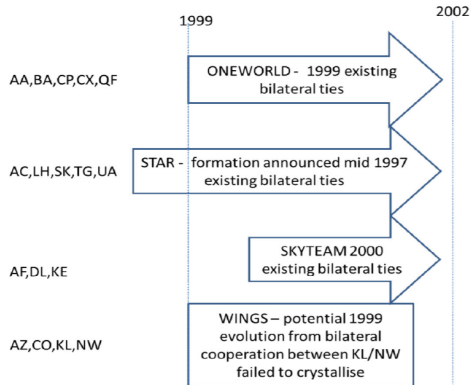 1999
2002
AA,BA,CP,CX,QF
ONEWORLD - 1999 existing
bilateral ties
AC,LH,SK,TG,UA
STAR - formation announced mid 1997
existing bilateral ties
AF,DL,KE
SKYTEAM 2000
existing bilateral ties
AZ,CO,KL,NW
WINGS – potential 1999
evolution from bilateral
cooperation between KL/NW
failed to crystallise